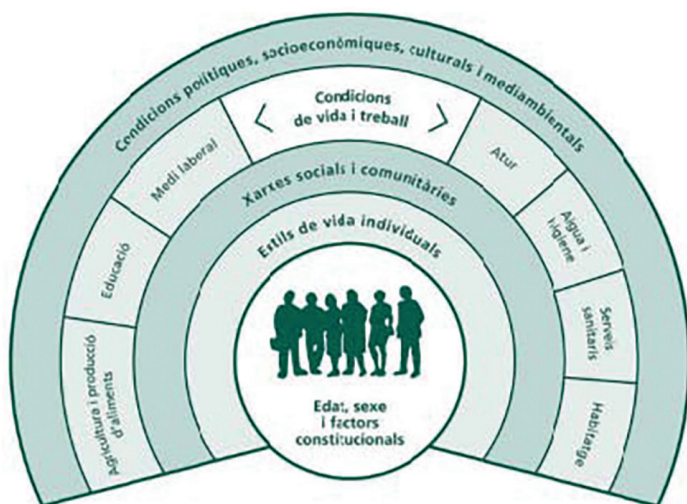 Condicions polítiques, socioeconòmiques, culturals i mediambientals
Condicions
de vida i treball
Agricultura i producció
d'aliments
Educació
Medi laboral
Atur
Aigua i
higiene
Serveis
sanitaris
Habitatge
Xarxes socials i comunitàries
Estils de vida individuals
Edat, sexe
i factors
constitucionals